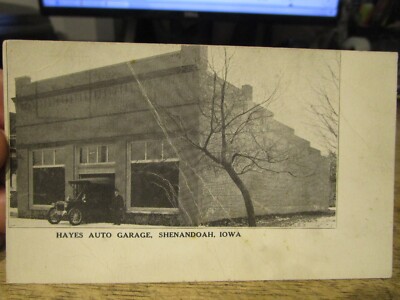 HAYES AUTO GARAGE, SHENANDOAH, IOWA